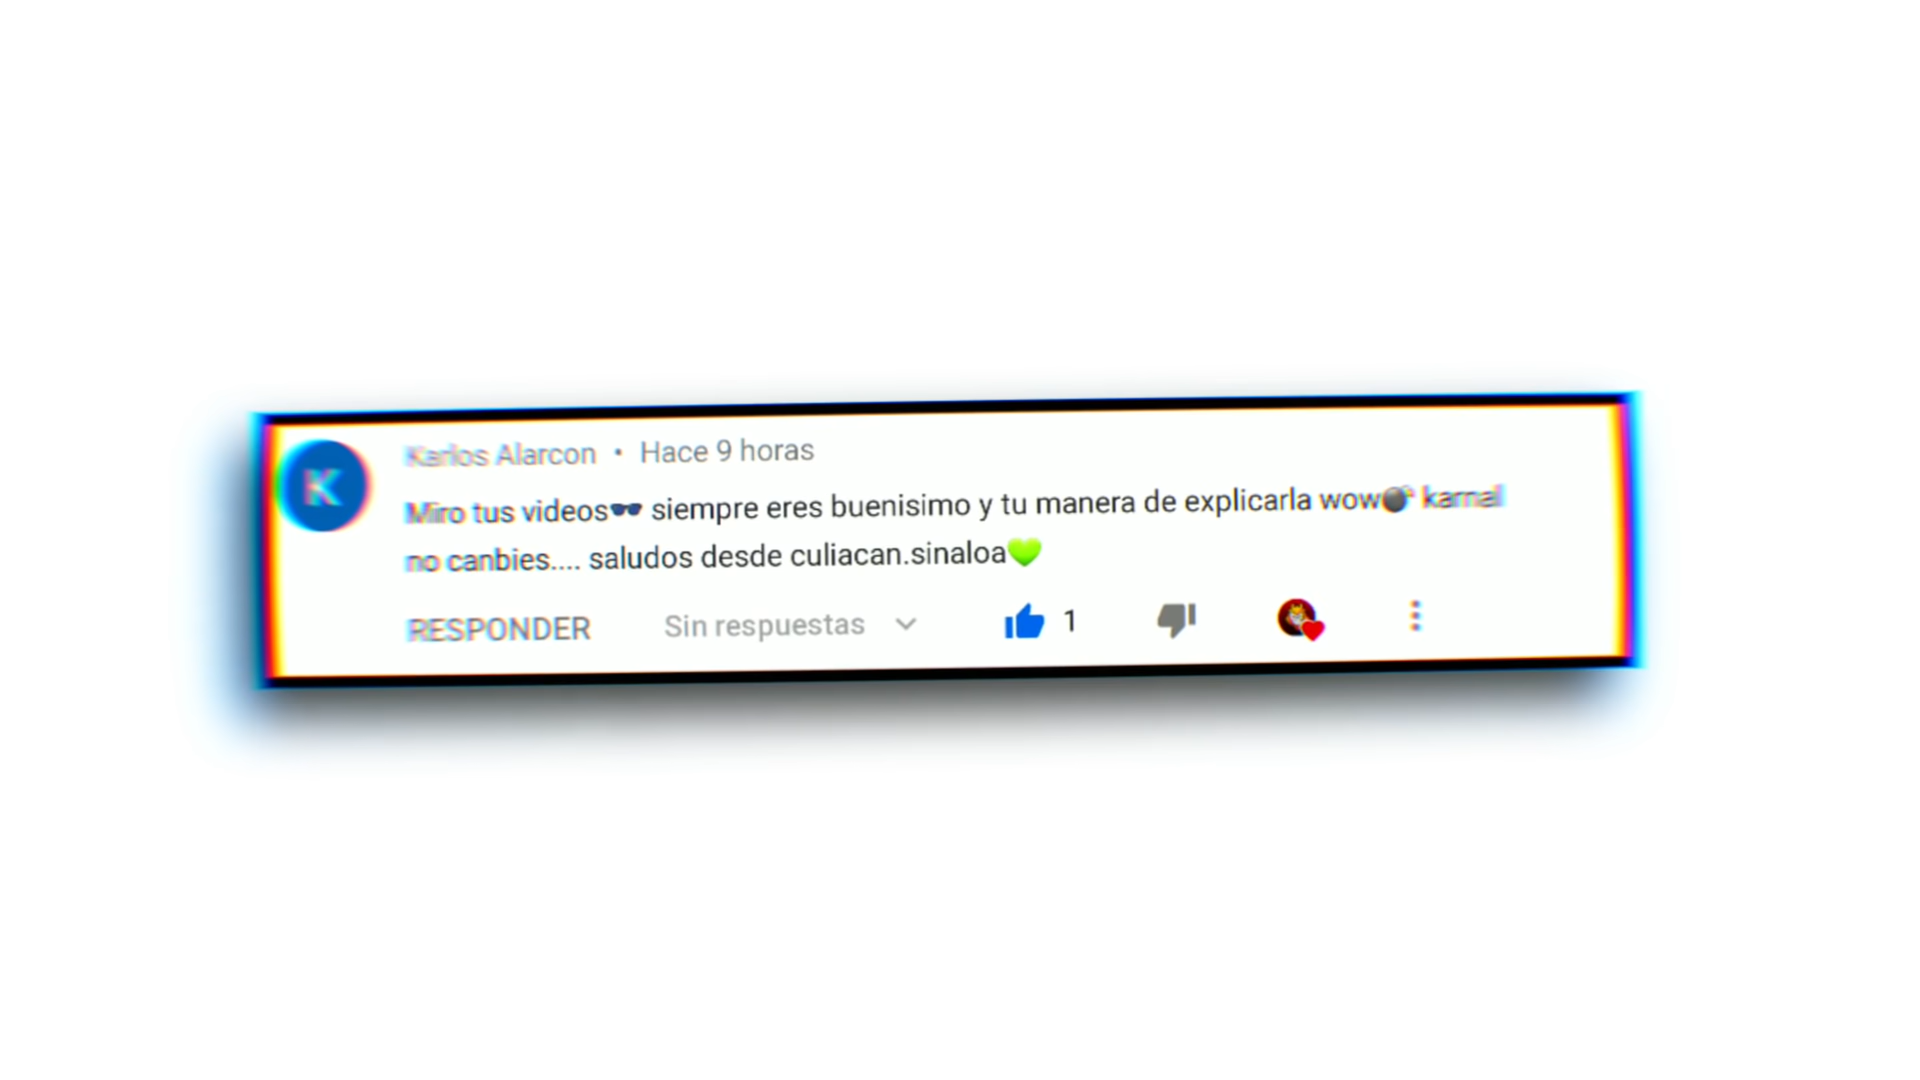 K
Karlos Alarcon • Hace 9 horas
Miro tus videos🕶️ siempre eres buenisimo y tu manera de explicarla wow💣 karnal
no canbies.... saludos desde culiacan.sinaloa💚
RESPONDER Sin respuestas 1